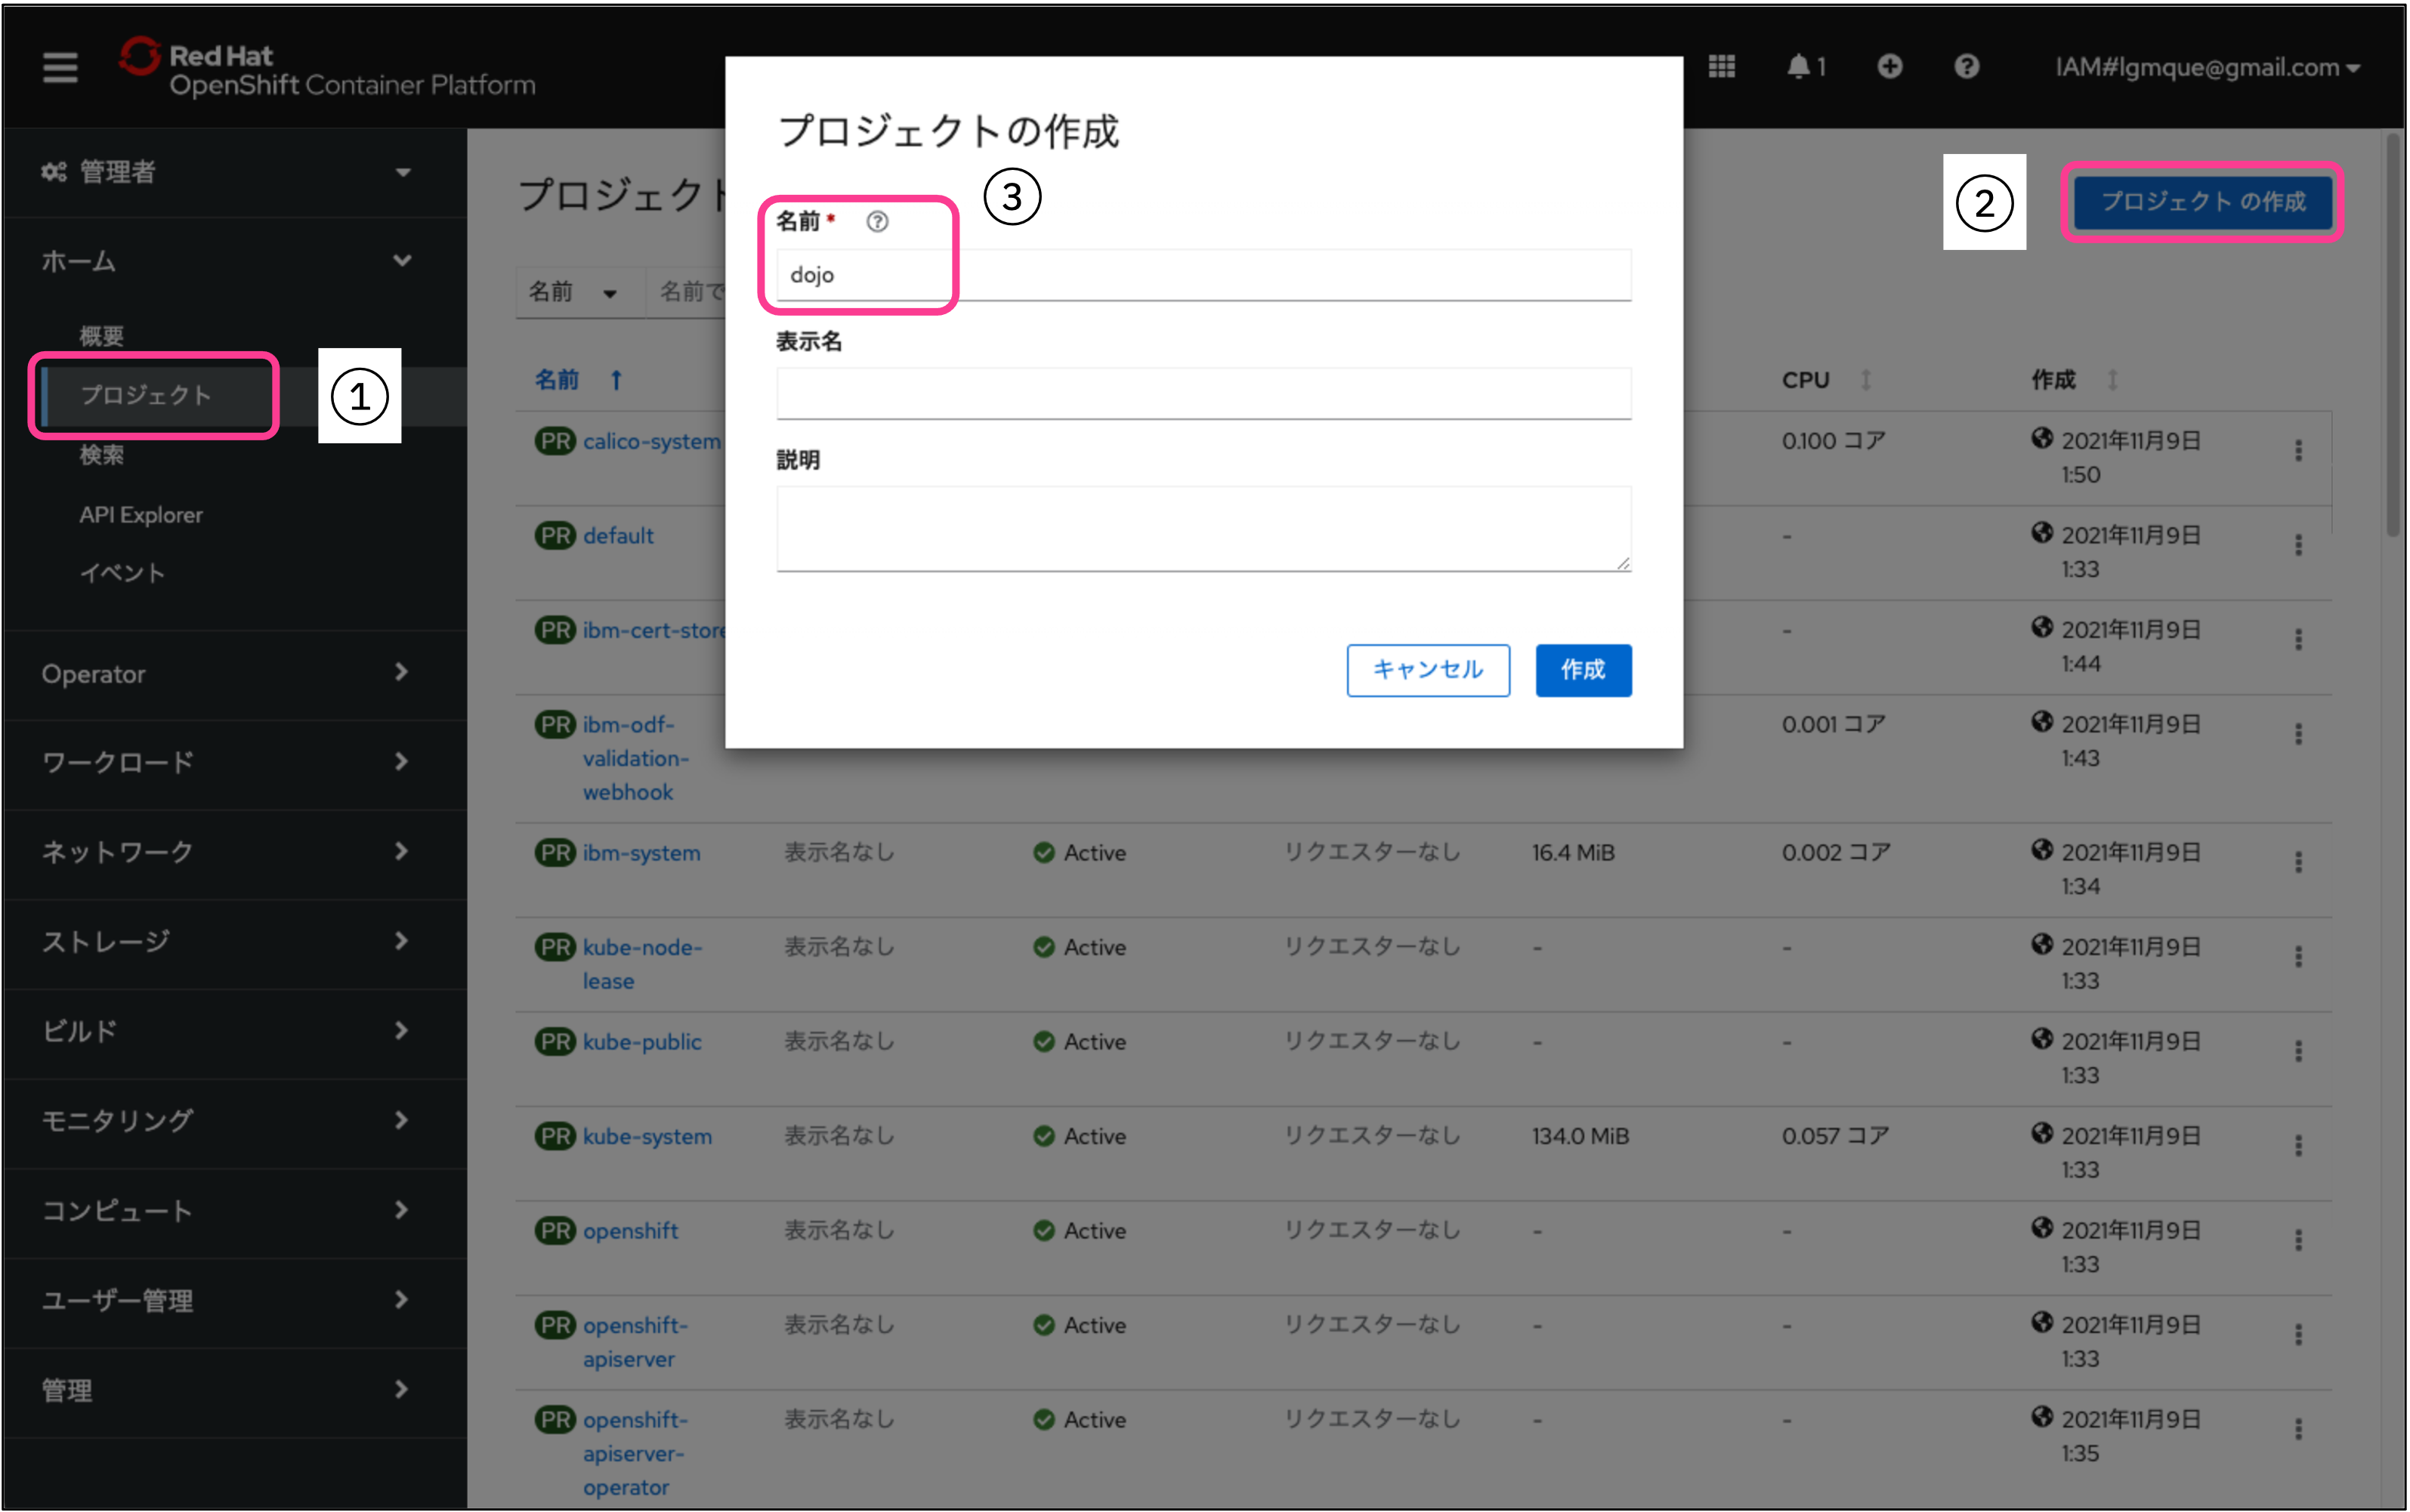 Red Hat
OpenShift Container Platform
1
IAM#lgmque@gmail.com
管理者
ホーム
概要
プロジェクト
①
検索
API Explorer
イベント
Operator
ワークロード
ネットワーク
ストレージ
ビルド
モニタリング
コンピュート
ユーザー管理
管理
プロジェクト
②
プロジェクト の作成
名前
名前で
プロジェクトの作成
③
名前 *
dojo
表示名
説明
キャンセル
作成
名前 CPU 作成
PR calico-system 0.100 コア 2021年11月9日
1:50
PR default - 2021年11月9日
1:33
PR ibm-cert-store - 2021年11月9日
1:44
PR ibm-odf- 0.001 コア 2021年11月9日
validation- 1:43
webhook
PR ibm-system 表示名なし Active リクエスターなし 16.4 MiB 0.002 コア 2021年11月9日
1:34
PR kube-node- 表示名なし Active リクエスターなし - - 2021年11月9日
lease 1:33
PR kube-public 表示名なし Active リクエスターなし - - 2021年11月9日
1:33
PR kube-system 表示名なし Active リクエスターなし 134.0 MiB 0.057 コア 2021年11月9日
1:33
PR openshift 表示名なし Active リクエスターなし - - 2021年11月9日
1:33
PR openshift- 表示名なし Active リクエスターなし - - 2021年11月9日
apiserver 1:33
PR openshift- 表示名なし Active リクエスターなし - - 2021年11月9日
apiserver- 1:35
operator